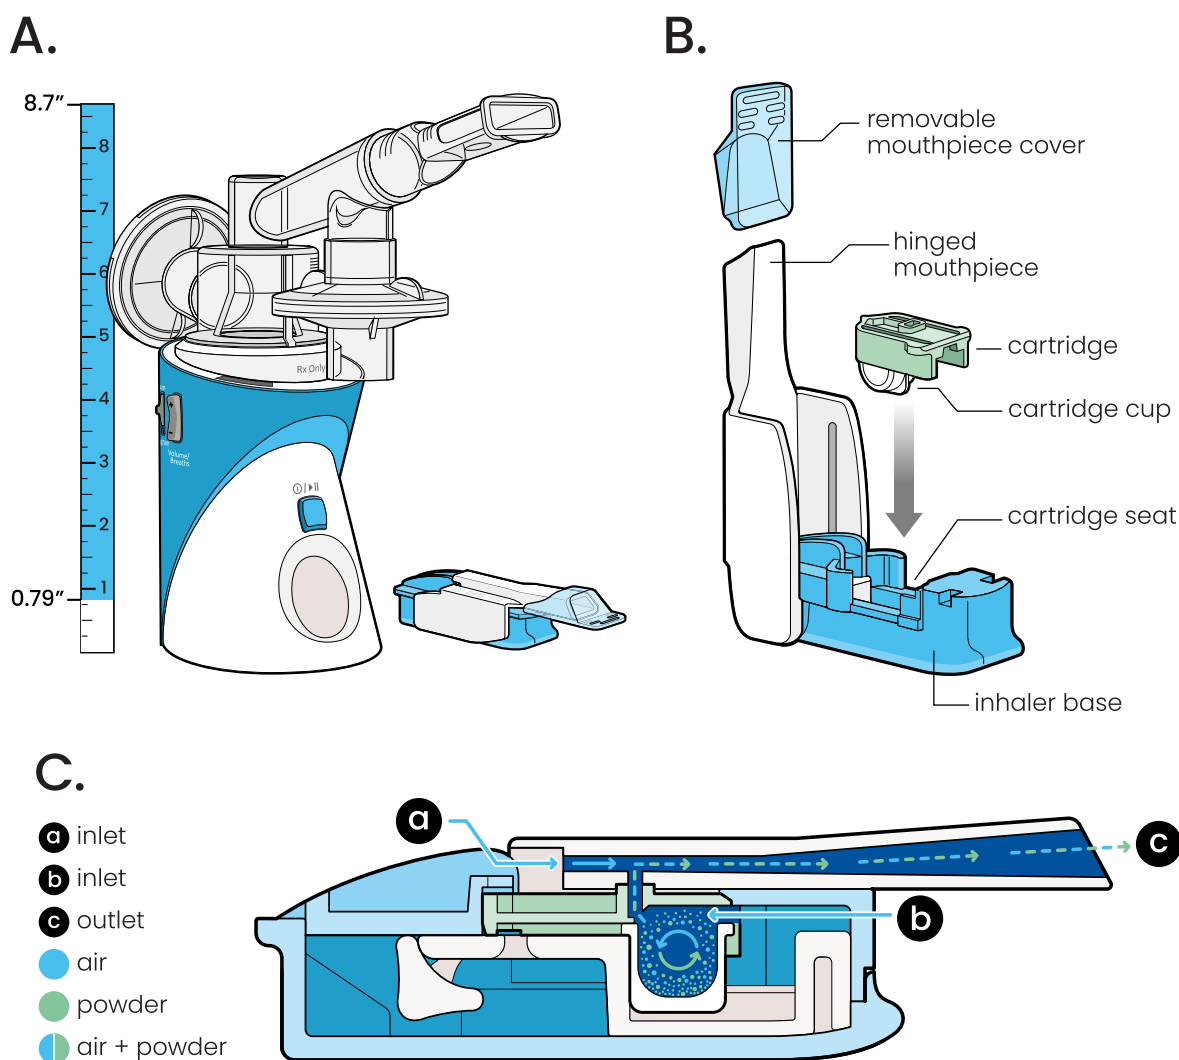 A.
8.7”
8
7
6
5
4
3
2
1
0.79”
Rx Only
Volume/
Breaths
B.
removable
mouthpiece cover
hinged
mouthpiece
cartridge
cartridge cup
cartridge seat
inhaler base
C.
a inlet
b inlet
c outlet
air
powder
air + powder
a
b
c